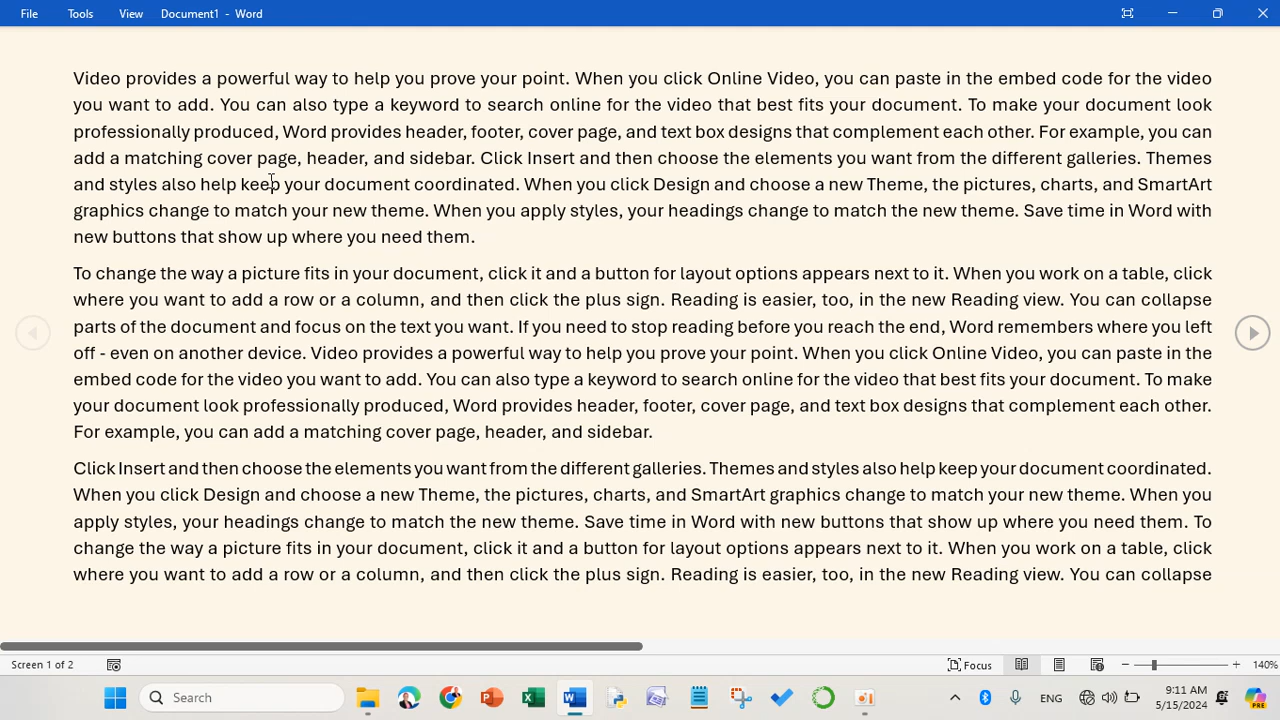 File Tools View Document1 - Word
Video provides a powerful way to help you prove your point. When you click Online Video, you can paste in the embed code for the video
you want to add. You can also type a keyword to search online for the video that best fits your document. To make your document look
professionally produced, Word provides header, footer, cover page, and text box designs that complement each other. For example, you can
add a matching cover page, header, and sidebar. Click Insert and then choose the elements you want from the different galleries. Themes
and styles also help keep your document coordinated. When you click Design and choose a new Theme, the pictures, charts, and SmartArt
graphics change to match your new theme. When you apply styles, your headings change to match the new theme. Save time in Word with
new buttons that show up where you need them.
To change the way a picture fits in your document, click it and a button for layout options appears next to it. When you work on a table, click
where you want to add a row or a column, and then click the plus sign. Reading is easier, too, in the new Reading view. You can collapse
parts of the document and focus on the text you want. If you need to stop reading before you reach the end, Word remembers where you left
off - even on another device. Video provides a powerful way to help you prove your point. When you click Online Video, you can paste in the
embed code for the video you want to add. You can also type a keyword to search online for the video that best fits your document. To make
your document look professionally produced, Word provides header, footer, cover page, and text box designs that complement each other.
For example, you can add a matching cover page, header, and sidebar.
Click Insert and then choose the elements you want from the different galleries. Themes and styles also help keep your document coordinated.
When you click Design and choose a new Theme, the pictures, charts, and SmartArt graphics change to match your new theme. When you
apply styles, your headings change to match the new theme. Save time in Word with new buttons that show up where you need them. To
change the way a picture fits in your document, click it and a button for layout options appears next to it. When you work on a table, click
where you want to add a row or a column, and then click the plus sign. Reading is easier, too, in the new Reading view. You can collapse
Screen 1 of 2 Focus 140%
Search ENG 9:11 AM
5/15/2024
PRE